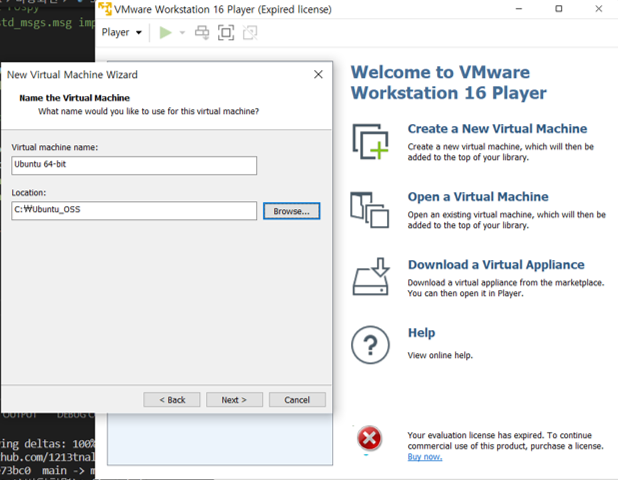 VMware Workstation 16 Player (Expired license)
std_msgs.msg imp
Player
New Virtual Machine Wizard
Name the Virtual Machine
What name would you like to use for this virtual machine?
Virtual machine name:
Ubuntu 64-bit
Location:
C:₩Ubuntu_OSS
Browse...
< Back
Next >
Cancel
Welcome to VMware
Workstation 16 Player
Create a New Virtual Machine
Create a new virtual machine, which will then be
added to the top of your library.
Open a Virtual Machine
Open an existing virtual machine, which will then be
added to the top of your library.
Download a Virtual Appliance
Download a virtual appliance from the marketplace.
You can then open it in Player.
Help
View online help.
Your evaluation license has expired. To continue
commercial use of this product, purchase a license.
Buy now.
OUTPUT DEBUG C
ring deltas: 100%
hub.com/1213tnal
73bc0 main -> m